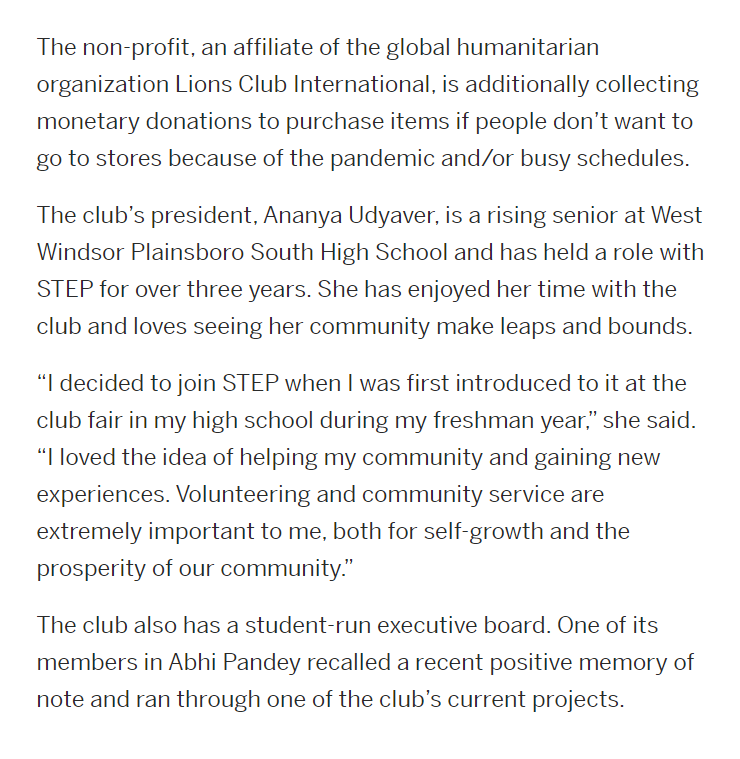 The non-profit, an affiliate of the global humanitarian
organization Lions Club International, is additionally collecting
monetary donations to purchase items if people don’t want to
go to stores because of the pandemic and/or busy schedules.
The club’s president, Ananya Udyaver, is a rising senior at West
Windsor Plainsboro South High School and has held a role with
STEP for over three years. She has enjoyed her time with the
club and loves seeing her community make leaps and bounds.
“I decided to join STEP when I was first introduced to it at the
club fair in my high school during my freshman year,” she said.
“I loved the idea of helping my community and gaining new
experiences. Volunteering and community service are
extremely important to me, both for self-growth and the
prosperity of our community.”
The club also has a student-run executive board. One of its
members in Abhi Pandey recalled a recent positive memory of
note and ran through one of the club’s current projects.